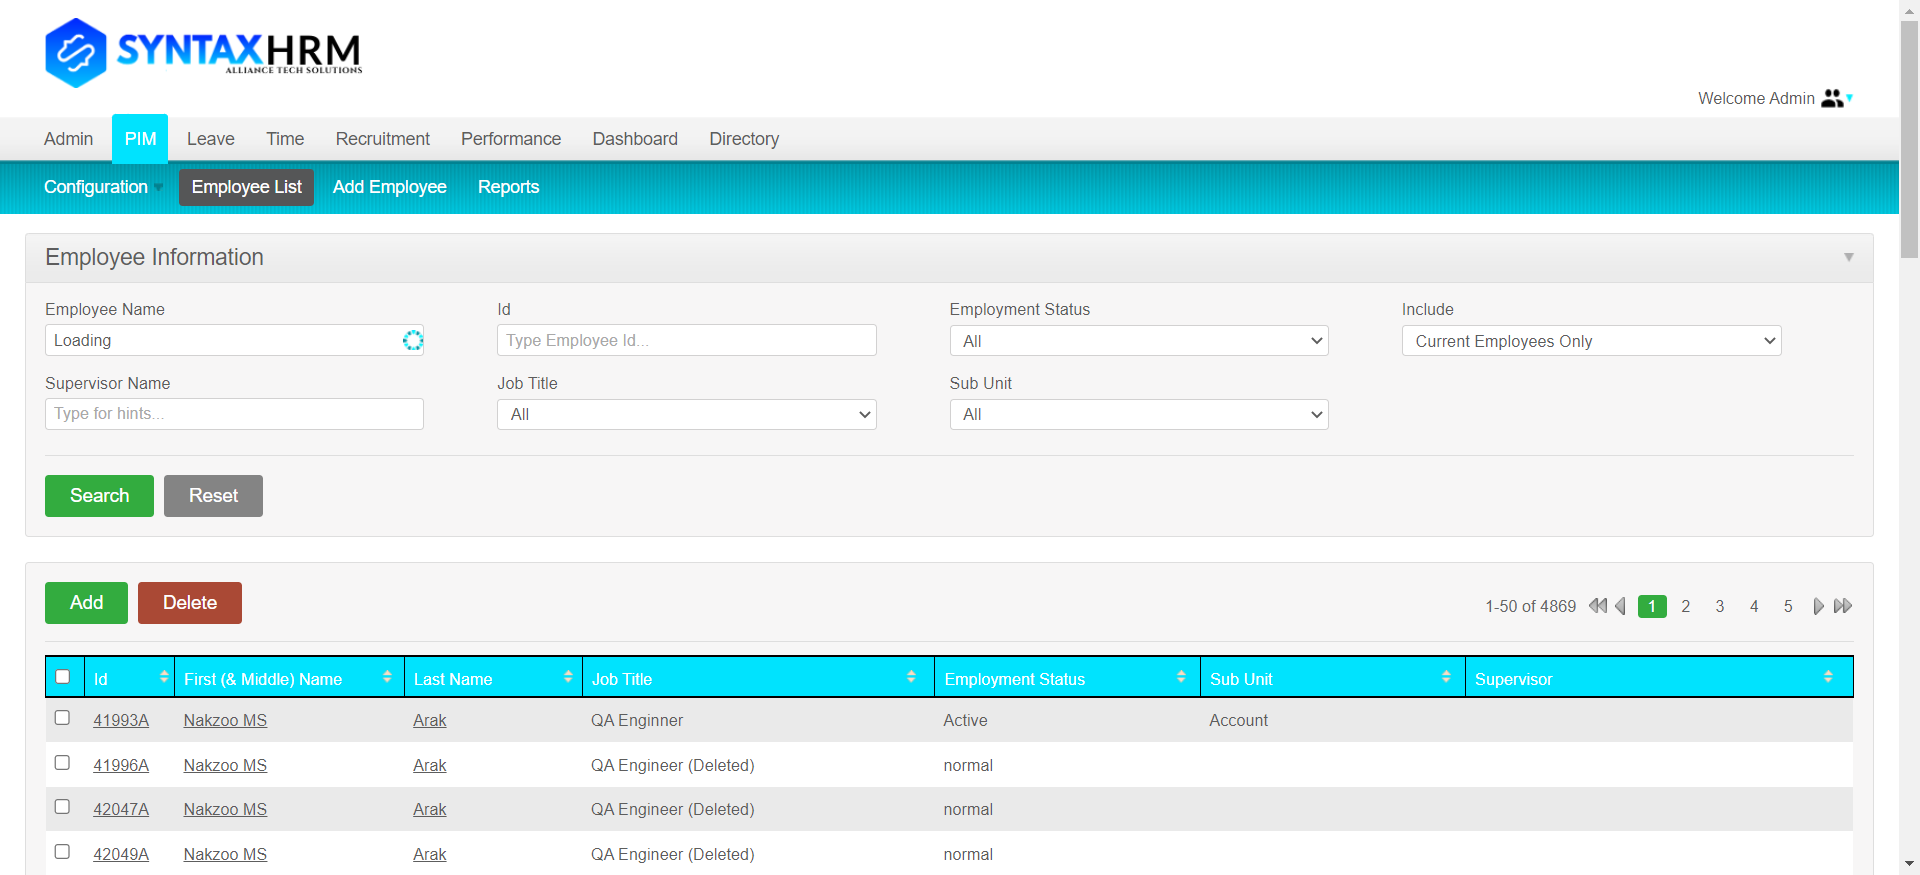 SYNTAXHRM
ALLIANCE TECH SOLUTIONS
Welcome Admin
Admin PIM Leave Time Recruitment Performance Dashboard Directory
Configuration Employee List Add Employee Reports
Employee Information
Employee Name Id Employment Status Include
Loading Type Employee Id... All Current Employees Only
Supervisor Name Job Title Sub Unit
Type for hints... All All
Search Reset
Add Delete 1-50 of 4869 1 2 3 4 5
Id First (& Middle) Name Last Name Job Title Employment Status Sub Unit Supervisor
41993A Nakzoo MS Arak QA Enginner Active Account
41996A Nakzoo MS Arak QA Engineer (Deleted) normal
42047A Nakzoo MS Arak QA Engineer (Deleted) normal
42049A Nakzoo MS Arak QA Engineer (Deleted) normal